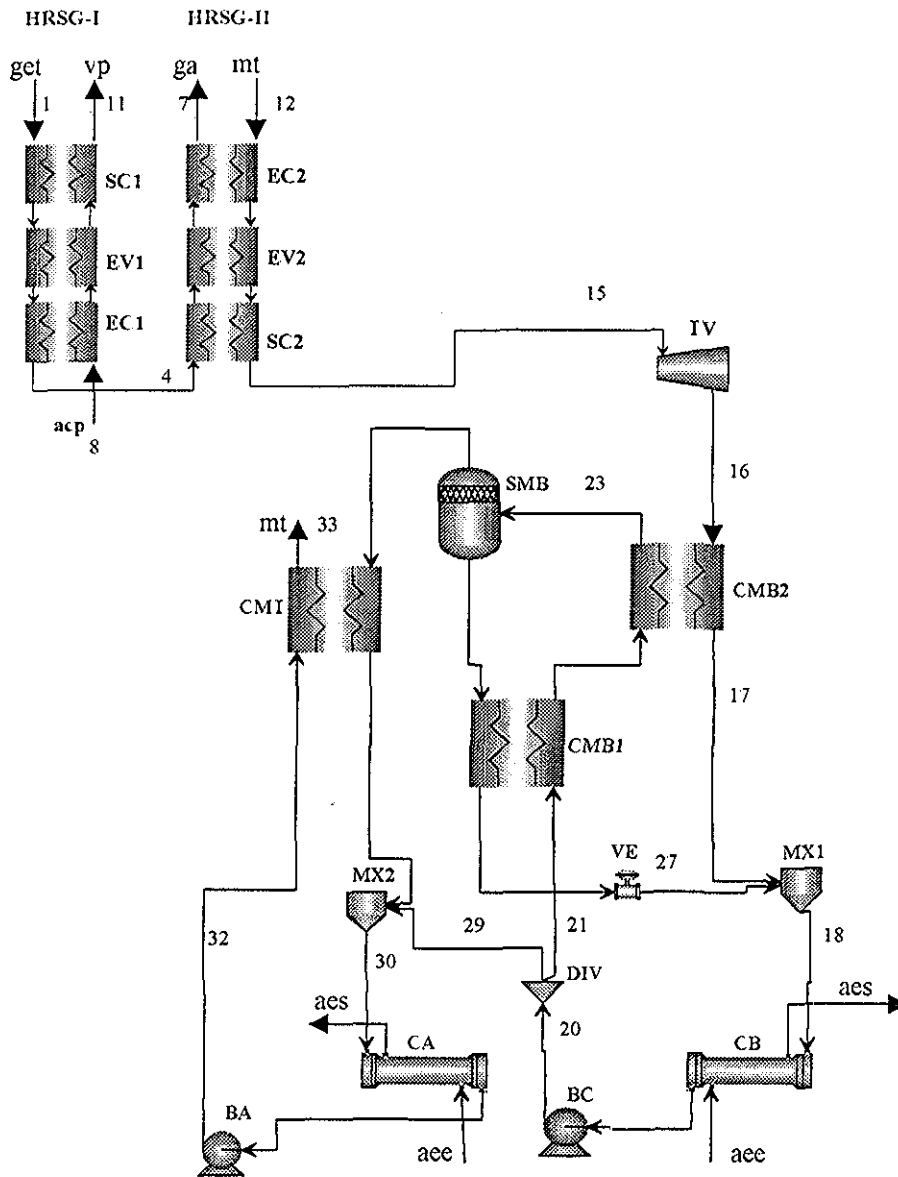 HRSG-I HRSG-II
get vp ga mt
1 11 7 12
SC1 EC2
EV1 EV2
15
TV
EC1 SC2
4
acp
8
16
SMB 23
mt 33
CMT
CMB2
17
CMB1
VE 27 MX1
MX2
32 29 21 18
30 DIV
aes aes
20
CA CB
BA BC
aee aee